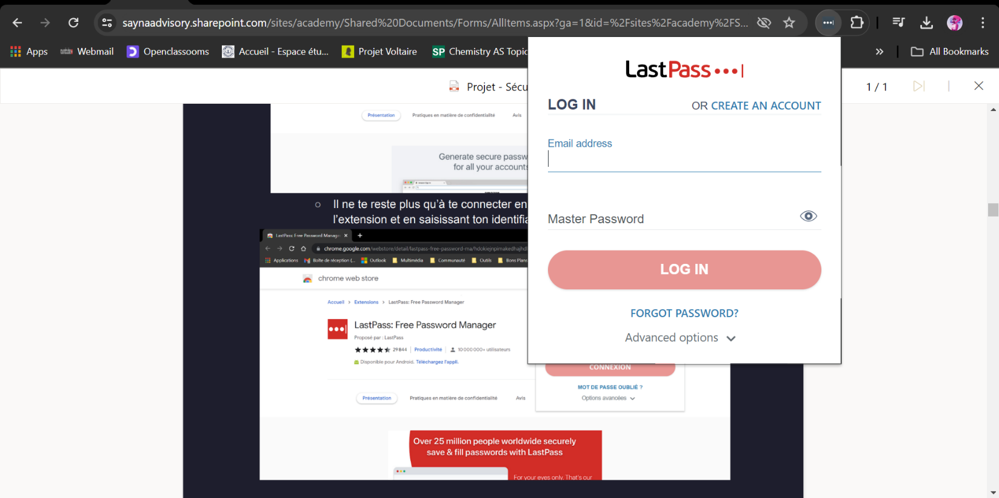 saynaadvisory.sharepoint.com/sites/academy/Shared%20Documents/Forms/AllItems.aspx?ga=1&id=%2Fsites%2Facademy%2FS...
Apps
Webmail
Openclassooms
Accueil - Espace étu...
Projet Voltaire
SP Chemistry AS Topic
»
All Bookmarks
Projet - Sécu
1 / 1
LastPass
LOG IN
OR CREATE AN ACCOUNT
Email address
Master Password
LOG IN
FORGOT PASSWORD?
Advanced options
Présentation
Pratiques en matière de confidentialité
Avis
Generate secure passw
for all your accounts
Il ne te reste plus qu’à te connecter en
l’extension et en saisissant ton identifia
LastPass: Free Password Manage
chrome.google.com/webstore/detail/lastpass-free-password-ma/hdokiejnpimakedhajhdl
Applications
Boîte de réception (...
Outlook
Multimédia
Communauté
Outils
Bons Plans
chrome web store
Accueil > Extensions > LastPass: Free Password Manager
LastPass: Free Password Manager
Proposé par : LastPass
29 844
Productivité
10 000 000+ utilisateurs
Disponible pour Android. Téléchargez l'appli.
CONNEXION
MOT DE PASSE OUBLIÉ ?
Options avancées
Présentation
Pratiques en matière de confidentialité
Avis
Over 25 million people worldwide securely
save & fill passwords with LastPass
For your eyes only. That's our